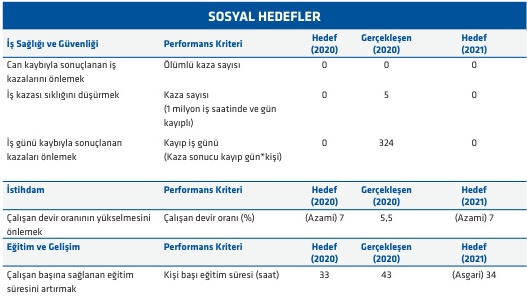 SOSYAL HEDEFLER
İş Sağlığı ve Güvenliği Performans Kriteri Hedef (2020) Gerçekleşen (2020) Hedef (2021)
Can kaybıyla sonuçlanan iş kazalarını önlemek Ölümlü kaza sayısı 0 0 0
İş kazası sıklığını düşürmek Kaza sayısı (1 milyon iş saatinde ve gün kayıplı) 0 5 0
İş günü kaybıyla sonuçlanan kazaları önlemek Kayıp iş günü (Kaza sonucu kayıp gün*kişi) 0 324 0
İstihdam Performans Kriteri Hedef (2020) Gerçekleşen (2020) Hedef (2021)
Çalışan devir oranının yükselmesini önlemek Çalışan devir oranı (%) (Azami) 7 5,5 (Azami) 7
Eğitim ve Gelişim Performans Kriteri Hedef (2020) Gerçekleşen (2020) Hedef (2021)
Çalışan başına sağlanan eğitim süresini artırmak Kişi başı eğitim süresi (saat) 33 43 (Asgari) 34